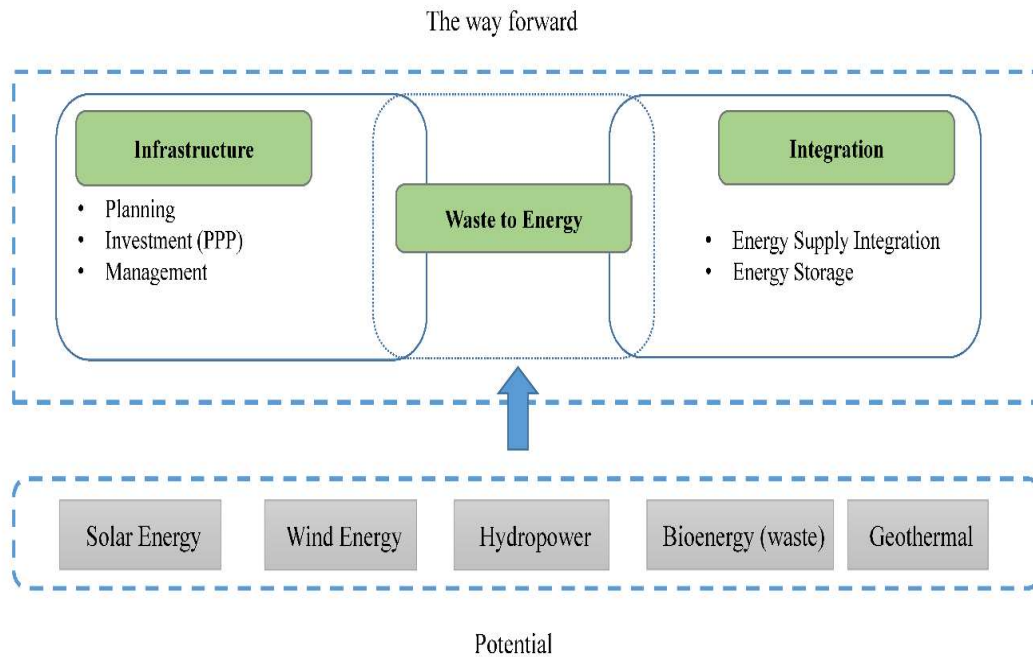 The way forward
Infrastructure
• Planning
• Investment (PPP)
• Management
Waste to Energy
Integration
• Energy Supply Integration
• Energy Storage
Solar Energy
Wind Energy
Hydropower
Bioenergy (waste)
Geothermal
Potential